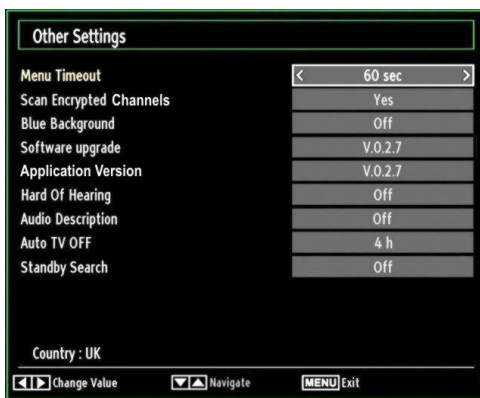 Other Settings
Menu Timeout < 60 sec >
Scan Encrypted Channels Yes
Blue Background Off
Software upgrade V.0.2.7
Application Version V.0.2.7
Hard Of Hearing Off
Audio Description Off
Auto TV OFF 4 h
Standby Search Off
Country : UK
Change Value Navigate MENU Exit